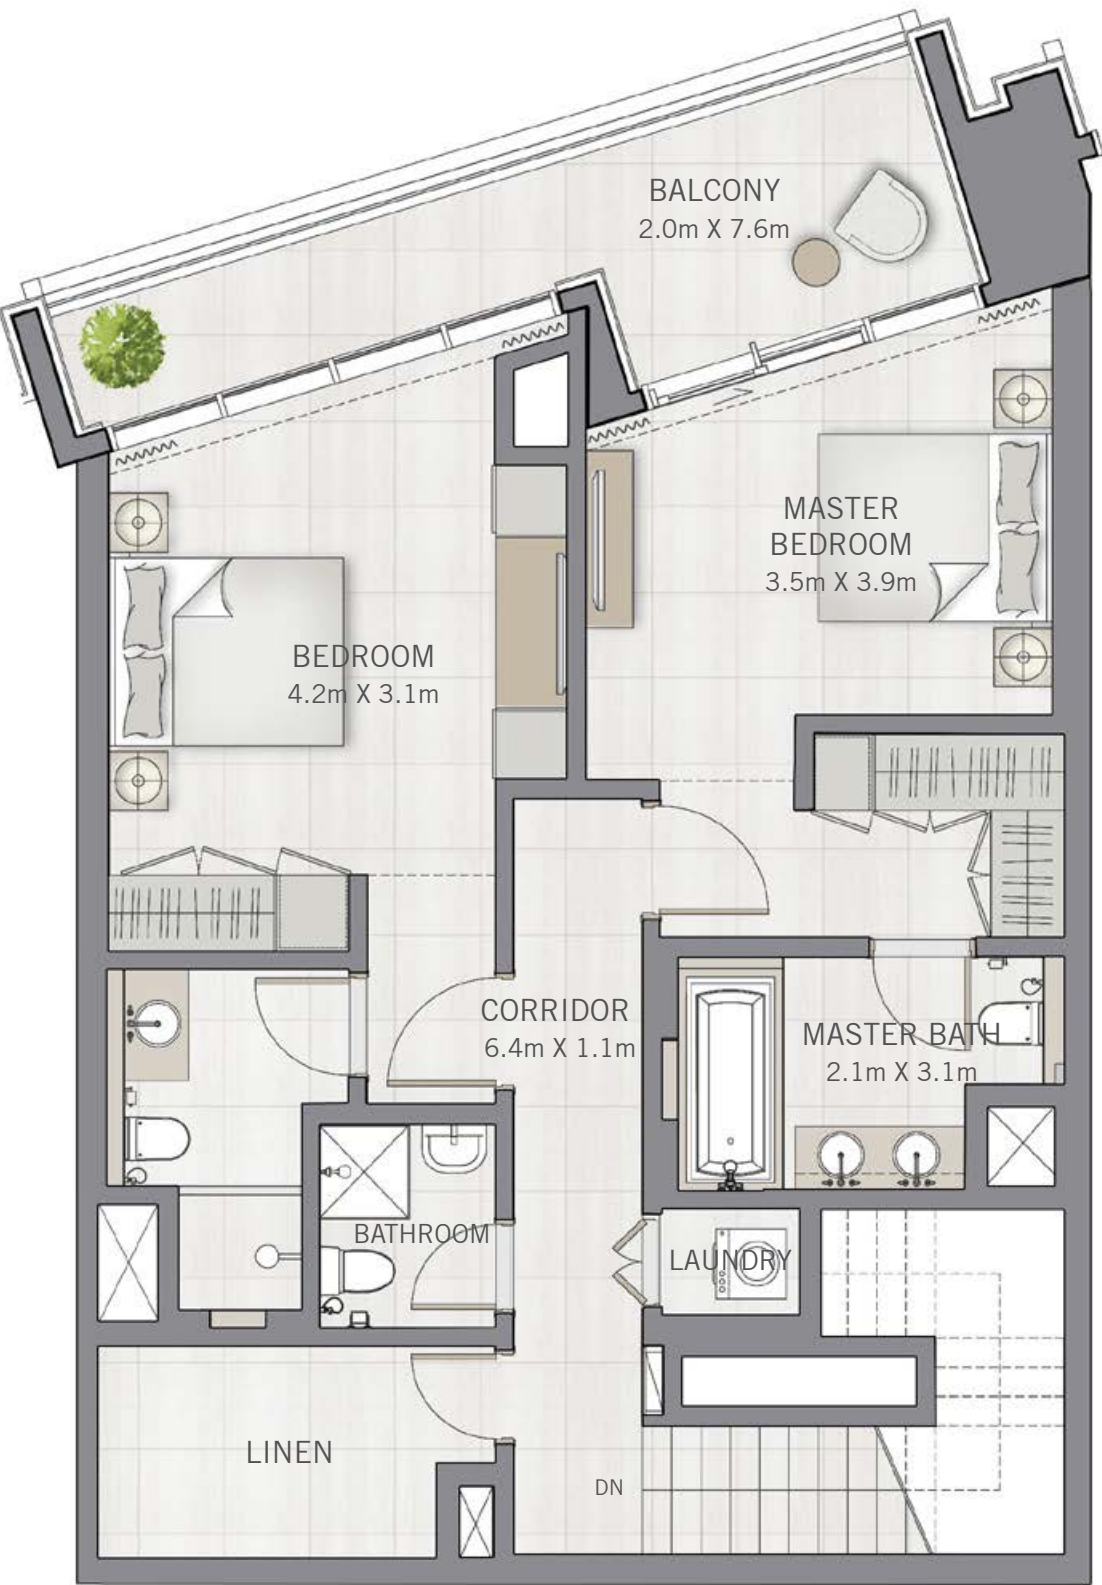 BALCONY
2.0m X 7.6m
MASTER
BEDROOM
3.5m X 3.9m
BEDROOM
4.2m X 3.1m
CORRIDOR
6.4m X 1.1m
MASTER BATH
2.1m X 3.1m
BATHROOM
LAUNDRY
LINEN
DN